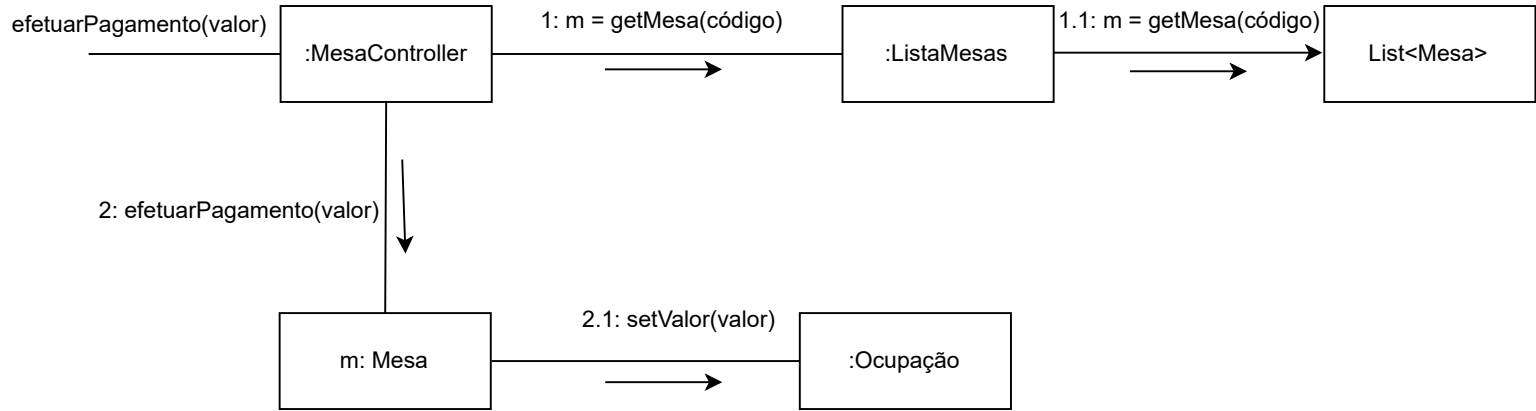 efetuarPagamento(valor)
1: m = getMesa(código)
1.1: m = getMesa(código)
:MesaController
:ListaMesas
List<Mesa>
2: efetuarPagamento(valor)
2.1: setValor(valor)
m: Mesa
:Ocupação